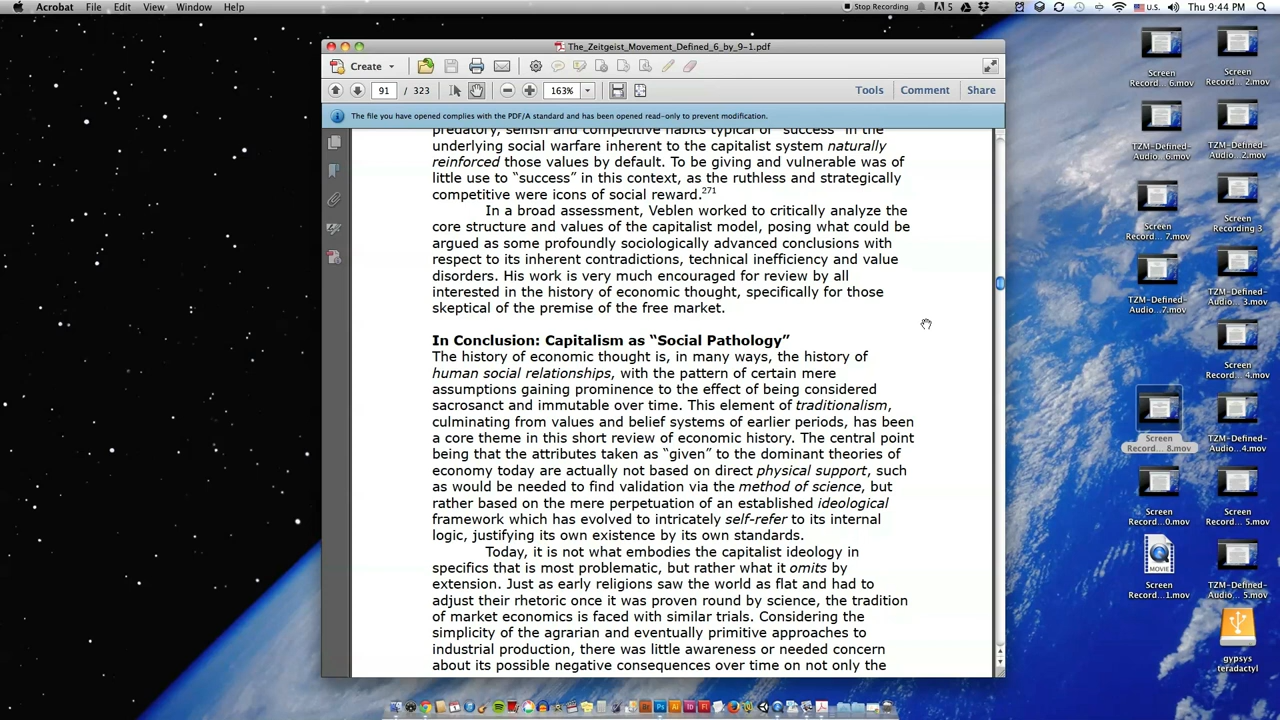 Acrobat File Edit View Window Help
Stop Recording
A 5
U.S.
Thu 9:44 PM
The_Zeitgeist_Movement_Defined_6_by_9-1.pdf
Create
91 / 323
163%
Tools Comment Share
The file you have opened complies with the PDF/A standard and has been opened read-only to prevent modification.
predatory, selfish and competitive habits typical of "success" in the
underlying social warfare inherent to the capitalist system naturally
reinforced those values by default. To be giving and vulnerable was of
little use to “success” in this context, as the ruthless and strategically
competitive were icons of social reward.271
In a broad assessment, Veblen worked to critically analyze the
core structure and values of the capitalist model, posing what could be
argued as some profoundly sociologically advanced conclusions with
respect to its inherent contradictions, technical inefficiency and value
disorders. His work is very much encouraged for review by all
interested in the history of economic thought, specifically for those
skeptical of the premise of the free market.
In Conclusion: Capitalism as “Social Pathology”
The history of economic thought is, in many ways, the history of
human social relationships, with the pattern of certain mere
assumptions gaining prominence to the effect of being considered
sacrosanct and immutable over time. This element of traditionalism,
culminating from values and belief systems of earlier periods, has been
a core theme in this short review of economic history. The central point
being that the attributes taken as “given” to the dominant theories of
economy today are actually not based on direct physical support, such
as would be needed to find validation via the method of science, but
rather based on the mere perpetuation of an established ideological
framework which has evolved to intricately self-refer to its internal
logic, justifying its own existence by its own standards.
Today, it is not what embodies the capitalist ideology in
specifics that is most problematic, but rather what it omits by
extension. Just as early religions saw the world as flat and had to
adjust their rhetoric once it was proven round by science, the tradition
of market economics is faced with similar trials. Considering the
simplicity of the agrarian and eventually primitive approaches to
industrial production, there was little awareness or needed concern
about its possible negative consequences over time on not only the
Screen
Record... 6.mov
Screen
Record... 2.mov
TZM-Defined-
Audio... 6.mov
TZM-Defined-
Audio... 2.mov
Screen
Record... 7.mov
Screen
Recording 3
TZM-Defined-
Audio... 7.mov
TZM-Defined-
Audio... 3.mov
Screen
Record... 4.mov
Screen
Record... 8.mov
TZM-Defined-
Audio... 4.mov
Screen
Record...0.mov
Screen
Record... 5.mov
MOVIE
Screen
Record...1.mov
TZM-Defined-
Audio... 5.mov
gypsys
teradactyl